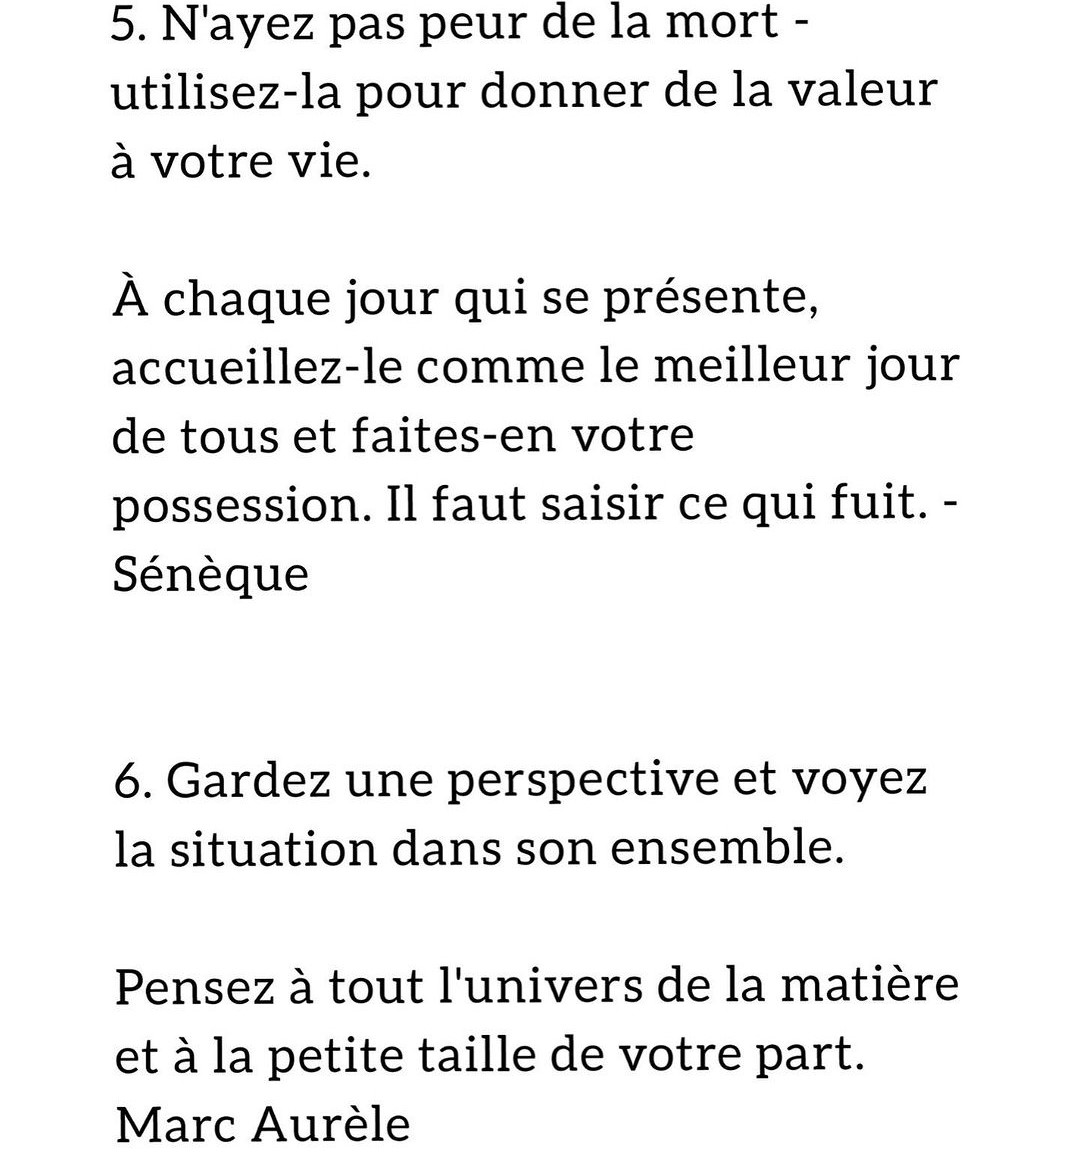 5. N'ayez pas peur de la mort -
utilisez-la pour donner de la valeur
à votre vie.
À chaque jour qui se présente,
accueillez-le comme le meilleur jour
de tous et faites-en votre
possession. Il faut saisir ce qui fuit. -
Sénèque
6. Gardez une perspective et voyez
la situation dans son ensemble.
Pensez à tout l'univers de la matière
et à la petite taille de votre part.
Marc Aurèle